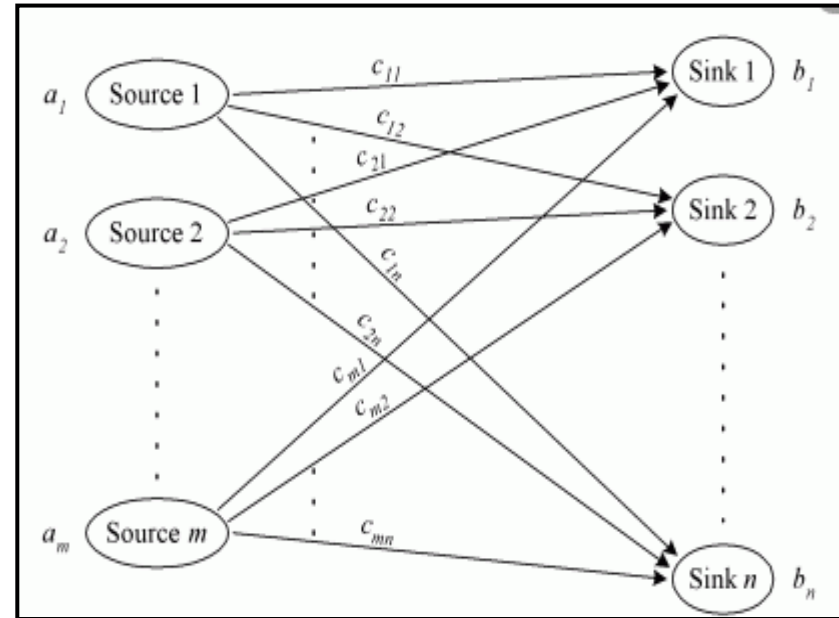 a₁ Source 1 c₁₁ Sink 1 b₁
c₁₂
c₂₁
a₂ Source 2 c₂₂ Sink 2 b₂
c₁ₙ
c₂ₙ
cₘ₁
cₘ₂
aₘ Source m cₘₙ Sink n bₙ